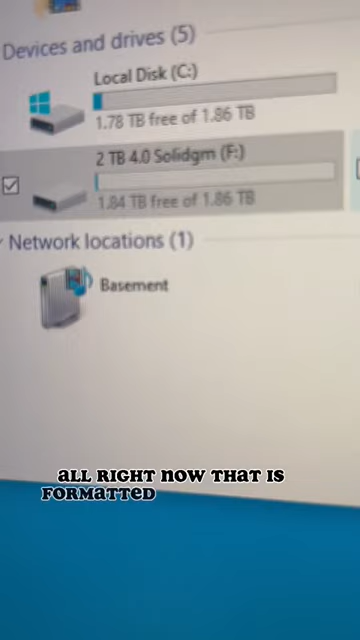 Devices and drives (5)
Local Disk (C:)
1.78 TB free of 1.86 TB
2 TB 4.0 Solidgm (F:)
1.84 TB free of 1.86 TB
Network locations (1)
Basement
ALL RIGHT NOW THAT IS
FORMATTED